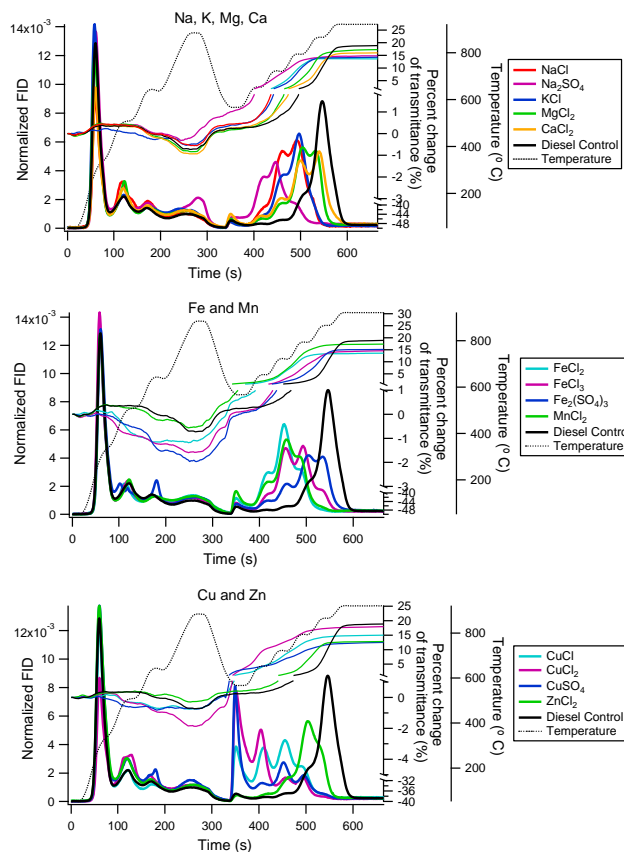 Na, K, Mg, Ca
Normalized FID
14x10⁻³
12
10
8
6
4
2
0
0 100 200 300 400 500 600
Time (s)
25
20
15
10
5
1
0
-1
-2
-3
-40
-44
-48
Percent change
of transmittance (%)
800
600
400
200
Temperature (º C)
NaCl
Na₂SO₄
KCl
MgCl₂
CaCl₂
Diesel Control
Temperature
Fe and Mn
Normalized FID
14x10⁻³
12
10
8
6
4
2
0
0 100 200 300 400 500 600
Time (s)
30
25
20
15
10
5
1
0
-1
-2
-3
-40
-44
-48
Percent change
of transmittance (%)
800
600
400
200
Temperature (º C)
FeCl₂
FeCl₃
Fe₂(SO₄)₃
MnCl₂
Diesel Control
Temperature
Cu and Zn
Normalized FID
12x10⁻³
10
8
6
4
2
0
0 100 200 300 400 500 600
Time (s)
25
20
15
10
5
0
-2
-4
-32
-36
-40
Percent change
of transmittance (%)
800
600
400
200
Temperature (º C)
CuCl
CuCl₂
CuSO₄
ZnCl₂
Diesel Control
Temperature